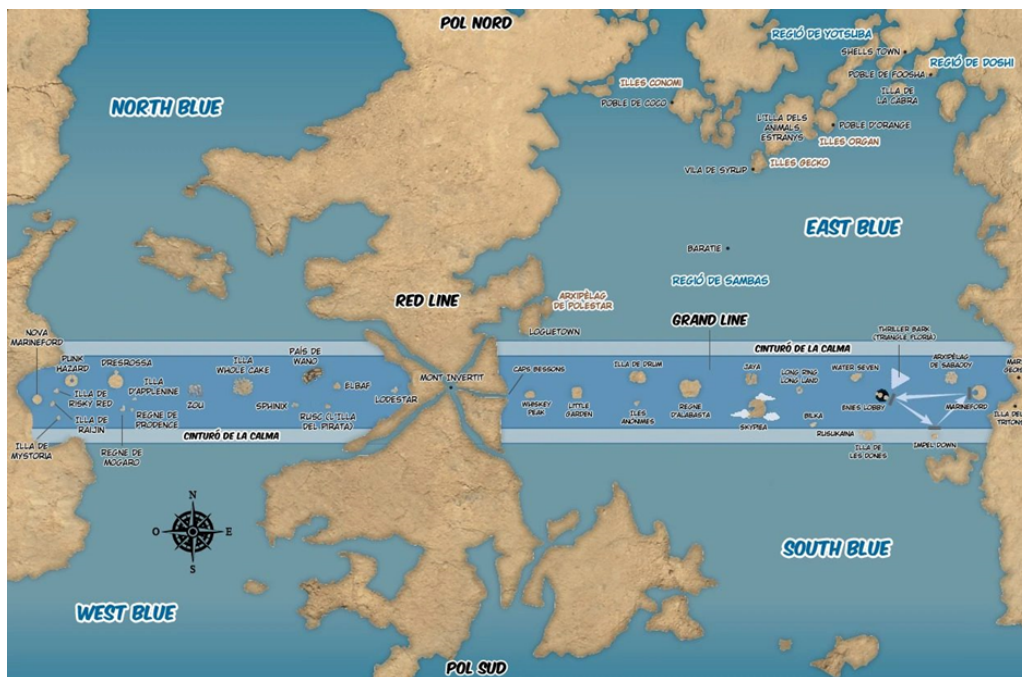 POL NORD
REGIÓ DE YOTSUBA
SHELLS TOWN
REGIÓ DE DOSHI
POBLE DE FOOSHA
ILLES CONOMI
ILLA DE
LA CABRA
NORTH BLUE
POBLE DE COCO
L'ILLA DELS
ANIMALS
ESTRANYS
POBLE D'ORANGE
ILLES ORGAN
ILLES GECKO
VILA DE SYRUP
EAST BLUE
BARATIE
REGIÓ DE SAMBAS
RED LINE
ARXIPÈLAG
DE POLESTAR
GRAND LINE
LOGUETOWN
NOVA
MARINEFORD
THRILLER BARK
(TRIANGLE FLORIÀ)
CINTURÓ DE LA CALMA
PUNK
HAZARD
DRESROSSA
ILLA
WHOLE CAKE
PAÍS DE
WANO
MONT INVERTIT
CAPS BESSONS
ILLA DE DRUM
JAYA
LONG RING
LONG LAND
WATER SEVEN
ARXIPÈLAG
DE SABAODY
ILLA DE
RISKY RED
ILLA
D'APPLENINE
ZOU
SPHINIX
ELBAF
LODESTAR
ILLA DE
RAIJIN
REGNE DE
PRODENCE
RUSC (L'ILLA
DEL PIRATA)
WHISKEY
PEAK
LITTLE
GARDEN
ILLES
ANÒNIMES
REGNE
D'ALABASTA
SKYPIEA
BILKA
ENIES LOBBY
MARINEFORD
ILLA DE
MYSTORIA
REGNE DE
MOGARO
CINTURÓ DE LA CALMA
RUSUKAINA
ILLA DE
LES DONES
IMPEL DOWN
N
O
E
S
SOUTH BLUE
WEST BLUE
POL SUD